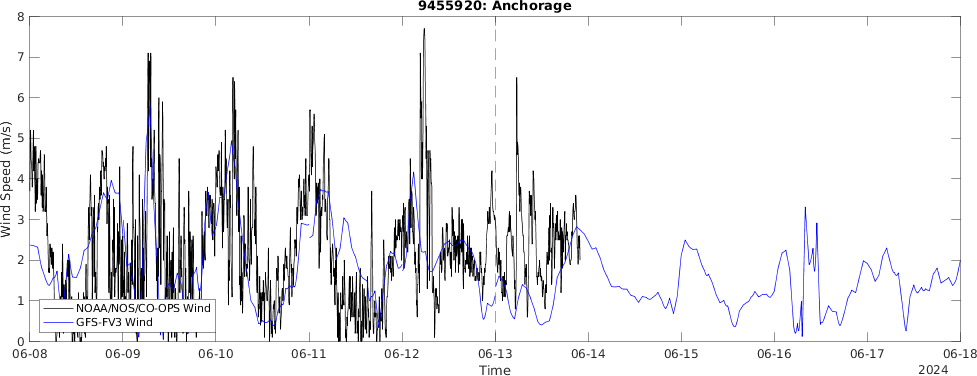 9455920: Anchorage
8
7
6
5
4
3
2
1
0
Wind Speed (m/s)
NOAA/NOS/CO-OPS Wind
GFS-FV3 Wind
06-08 06-09 06-10 06-11 06-12 06-13 06-14 06-15 06-16 06-17 06-18
Time
2024